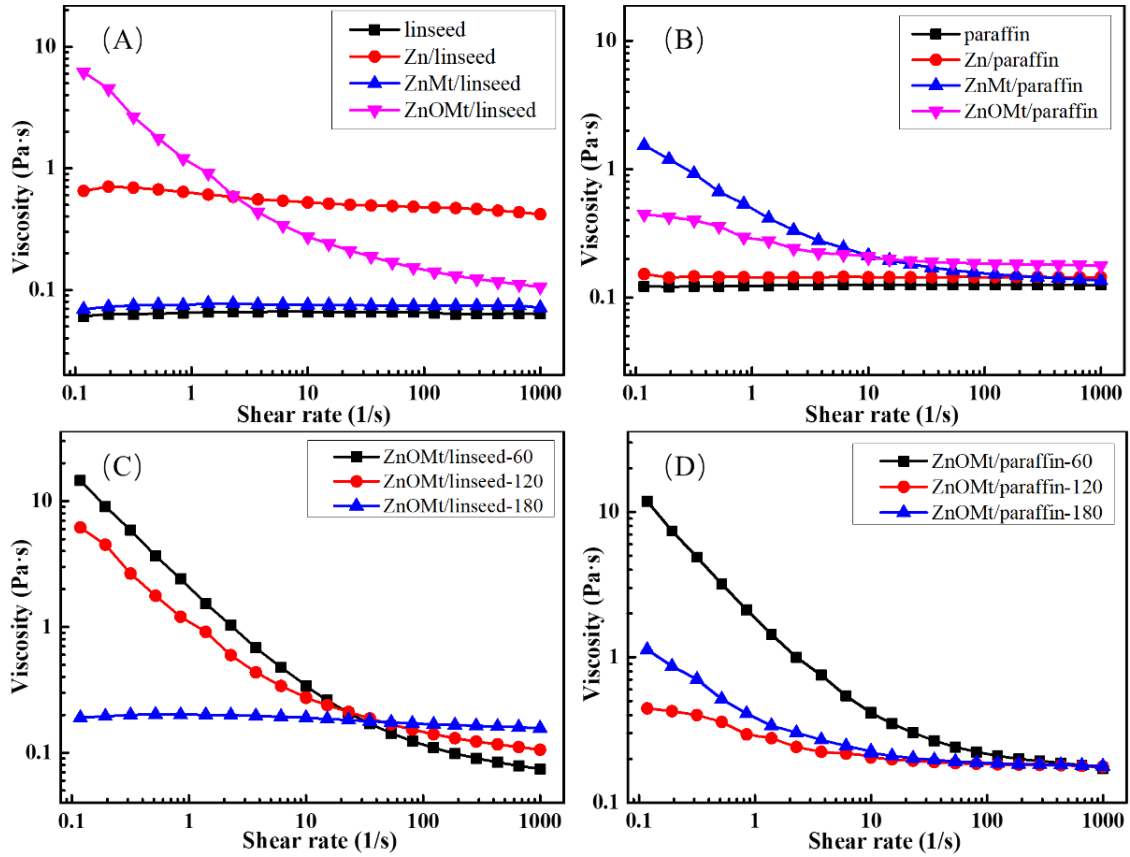 (A)
linseed
Zn/linseed
ZnMt/linseed
ZnOMt/linseed
10
1
0.1
Viscosity (Pa·s)
0.1
1
10
100
1000
Shear rate (1/s)
(B)
paraffin
Zn/paraffin
ZnMt/paraffin
ZnOMt/paraffin
10
1
0.1
Viscosity (Pa·s)
0.1
1
10
100
1000
Shear rate (1/s)
(C)
ZnOMt/linseed-60
ZnOMt/linseed-120
ZnOMt/linseed-180
10
1
0.1
Viscosity (Pa·s)
0.1
1
10
100
1000
Shear rate (1/s)
(D)
ZnOMt/paraffin-60
ZnOMt/paraffin-120
ZnOMt/paraffin-180
10
1
0.1
Viscosity (Pa·s)
0.1
1
10
100
1000
Shear rate (1/s)